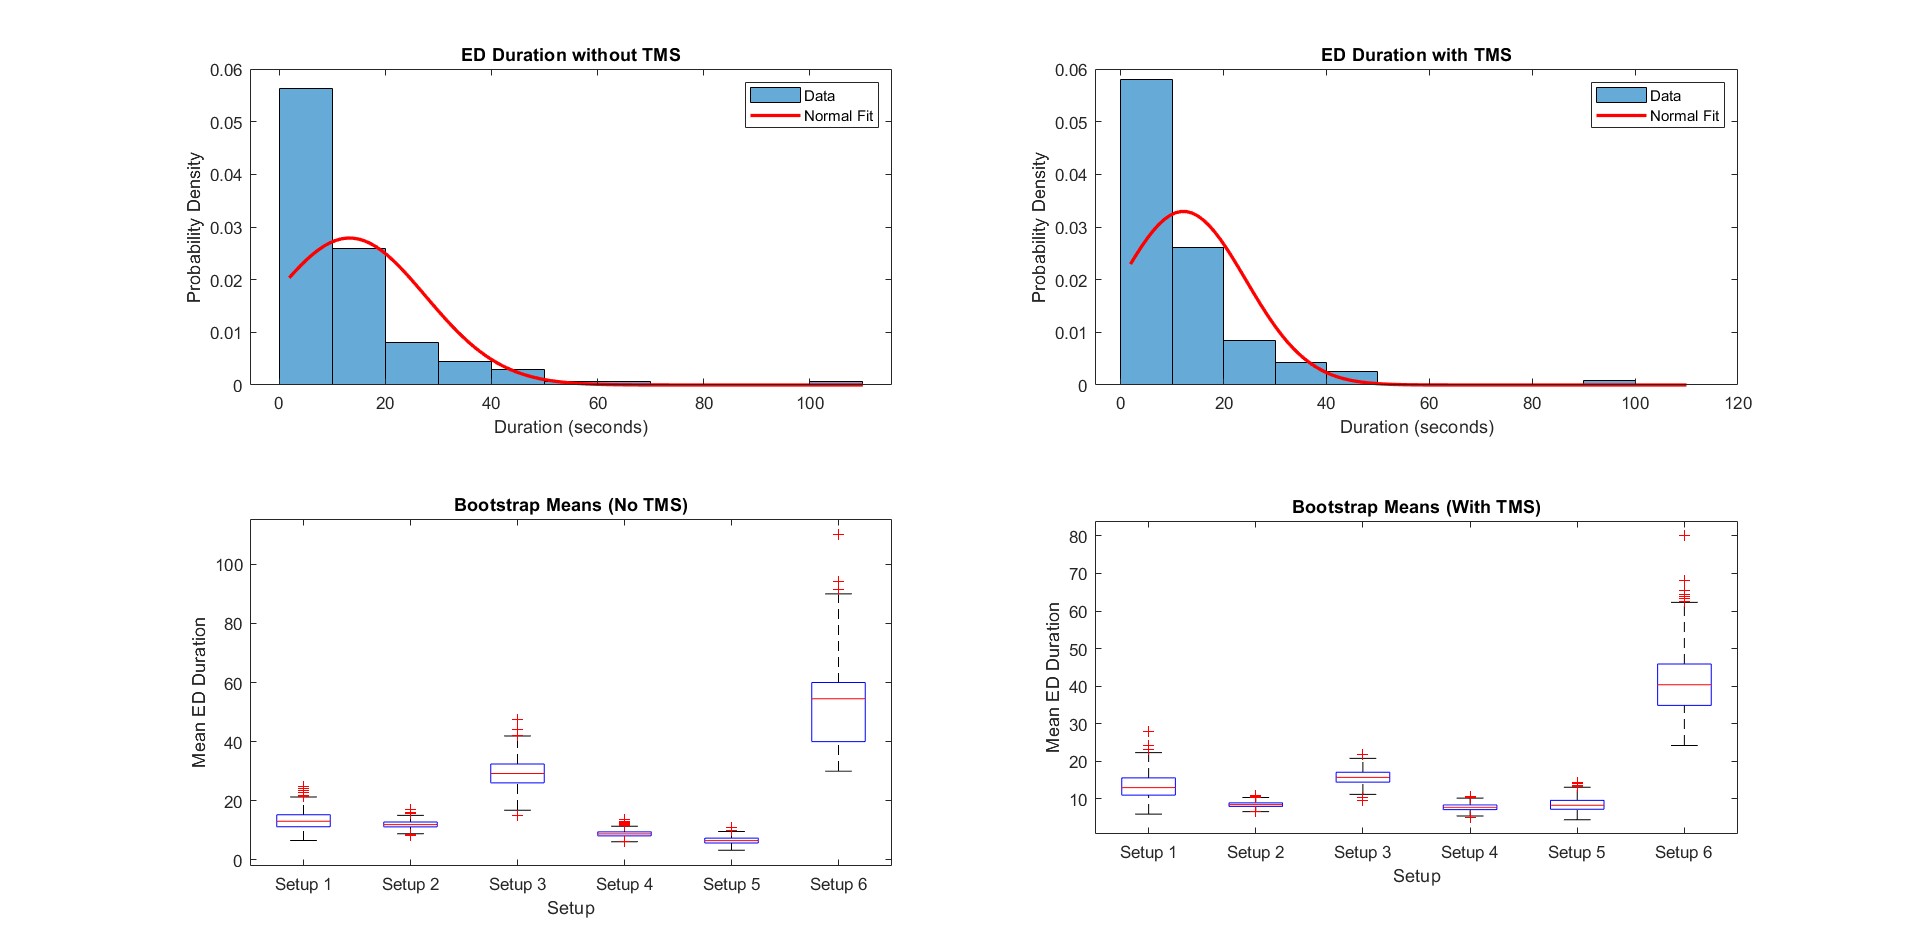 ED Duration without TMS
0.06
0.05
0.04
0.03
0.02
0.01
0
Probability Density
Data
Normal Fit
0 20 40 60 80 100
Duration (seconds)
ED Duration with TMS
0.06
0.05
0.04
0.03
0.02
0.01
0
Probability Density
Data
Normal Fit
0 20 40 60 80 100 120
Duration (seconds)
Bootstrap Means (No TMS)
100
80
60
40
20
0
Mean ED Duration
Setup 1 Setup 2 Setup 3 Setup 4 Setup 5 Setup 6
Setup
Bootstrap Means (With TMS)
80
70
60
50
40
30
20
10
Mean ED Duration
Setup 1 Setup 2 Setup 3 Setup 4 Setup 5 Setup 6
Setup